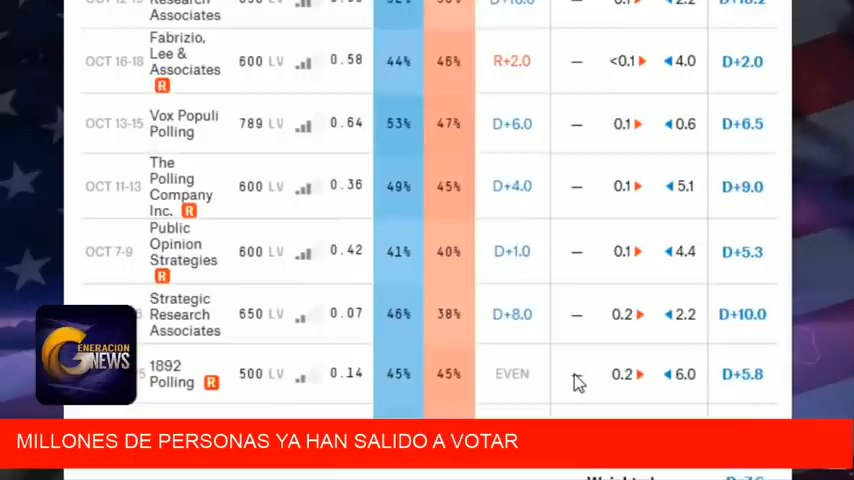 Research
Associates
OCT 16-18 Fabrizio, Lee & Associates R 600 LV 0.58 44% 46% R+2.0 — <0.1 4.0 D+2.0
OCT 13-15 Vox Populi Polling 789 LV 0.64 53% 47% D+6.0 — 0.1 0.6 D+6.5
OCT 11-13 The Polling Company Inc. R 600 LV 0.36 49% 45% D+4.0 — 0.1 5.1 D+9.0
OCT 7-9 Public Opinion Strategies R 600 LV 0.42 41% 40% D+1.0 — 0.1 4.4 D+5.3
Strategic Research Associates 650 LV 0.07 46% 38% D+8.0 — 0.2 2.2 D+10.0
1892 Polling R 500 LV 0.14 45% 45% EVEN — 0.2 6.0 D+5.8
GENERACION
NEWS
MILLONES DE PERSONAS YA HAN SALIDO A VOTAR